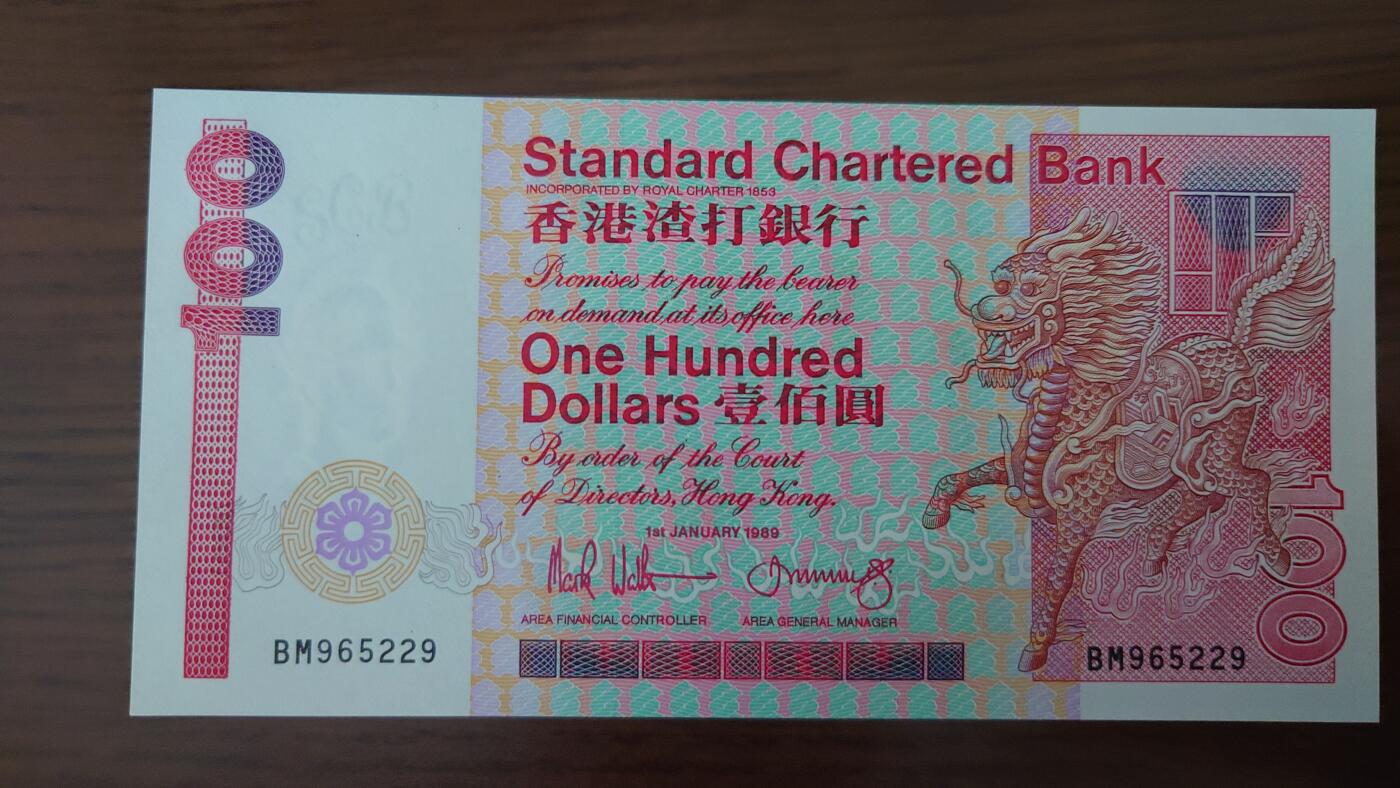 100
Standard Chartered Bank
INCORPORATED BY ROYAL CHARTER 1853
香港渣打銀行
Promises to pay the bearer
on demand at its office here
One Hundred
Dollars 壹佰圓
By order of the Court
of Directors, Hong Kong.
1st JANUARY 1989
AREA FINANCIAL CONTROLLER AREA GENERAL MANAGER
BM965229
BM965229
100